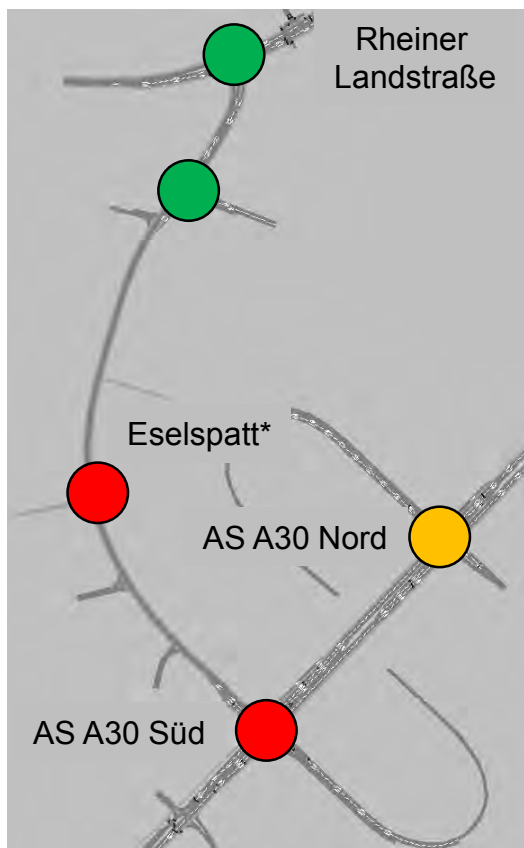 Rheiner
Landstraße
Eselspatt*
AS A30 Nord
AS A30 Süd